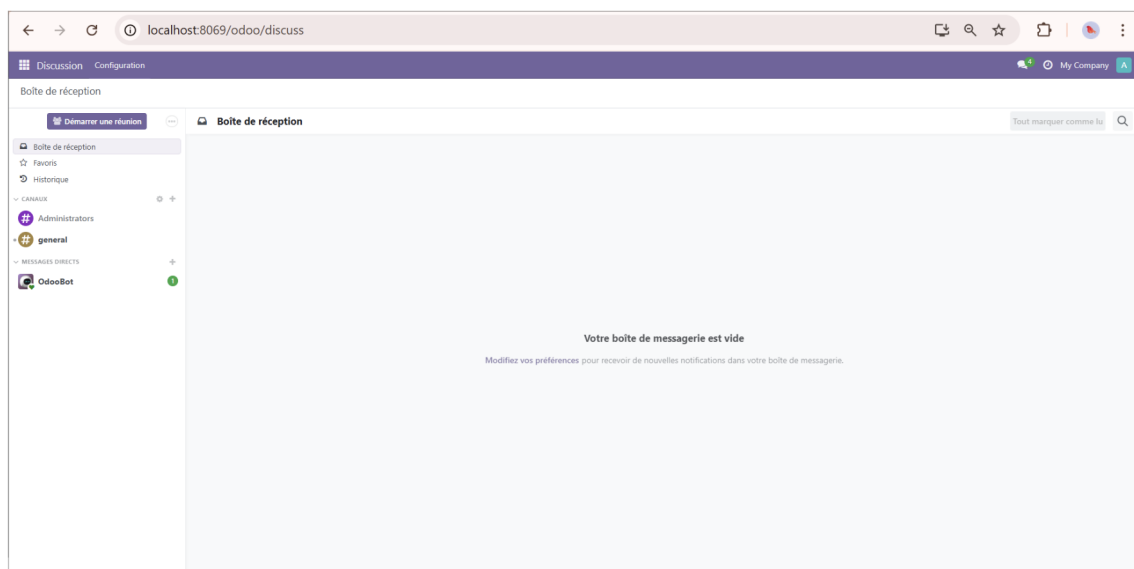 localhost:8069/odoo/discuss
Discussion Configuration 4 My Company A
Boîte de réception
Démarrer une réunion Boîte de réception Tout marquer comme lu
Boîte de réception
Favoris
Historique
CANAUX
# Administrators
# general
MESSAGES DIRECTS
OdooBot 1
Votre boîte de messagerie est vide
Modifiez vos préférences pour recevoir de nouvelles notifications dans votre boîte de messagerie.